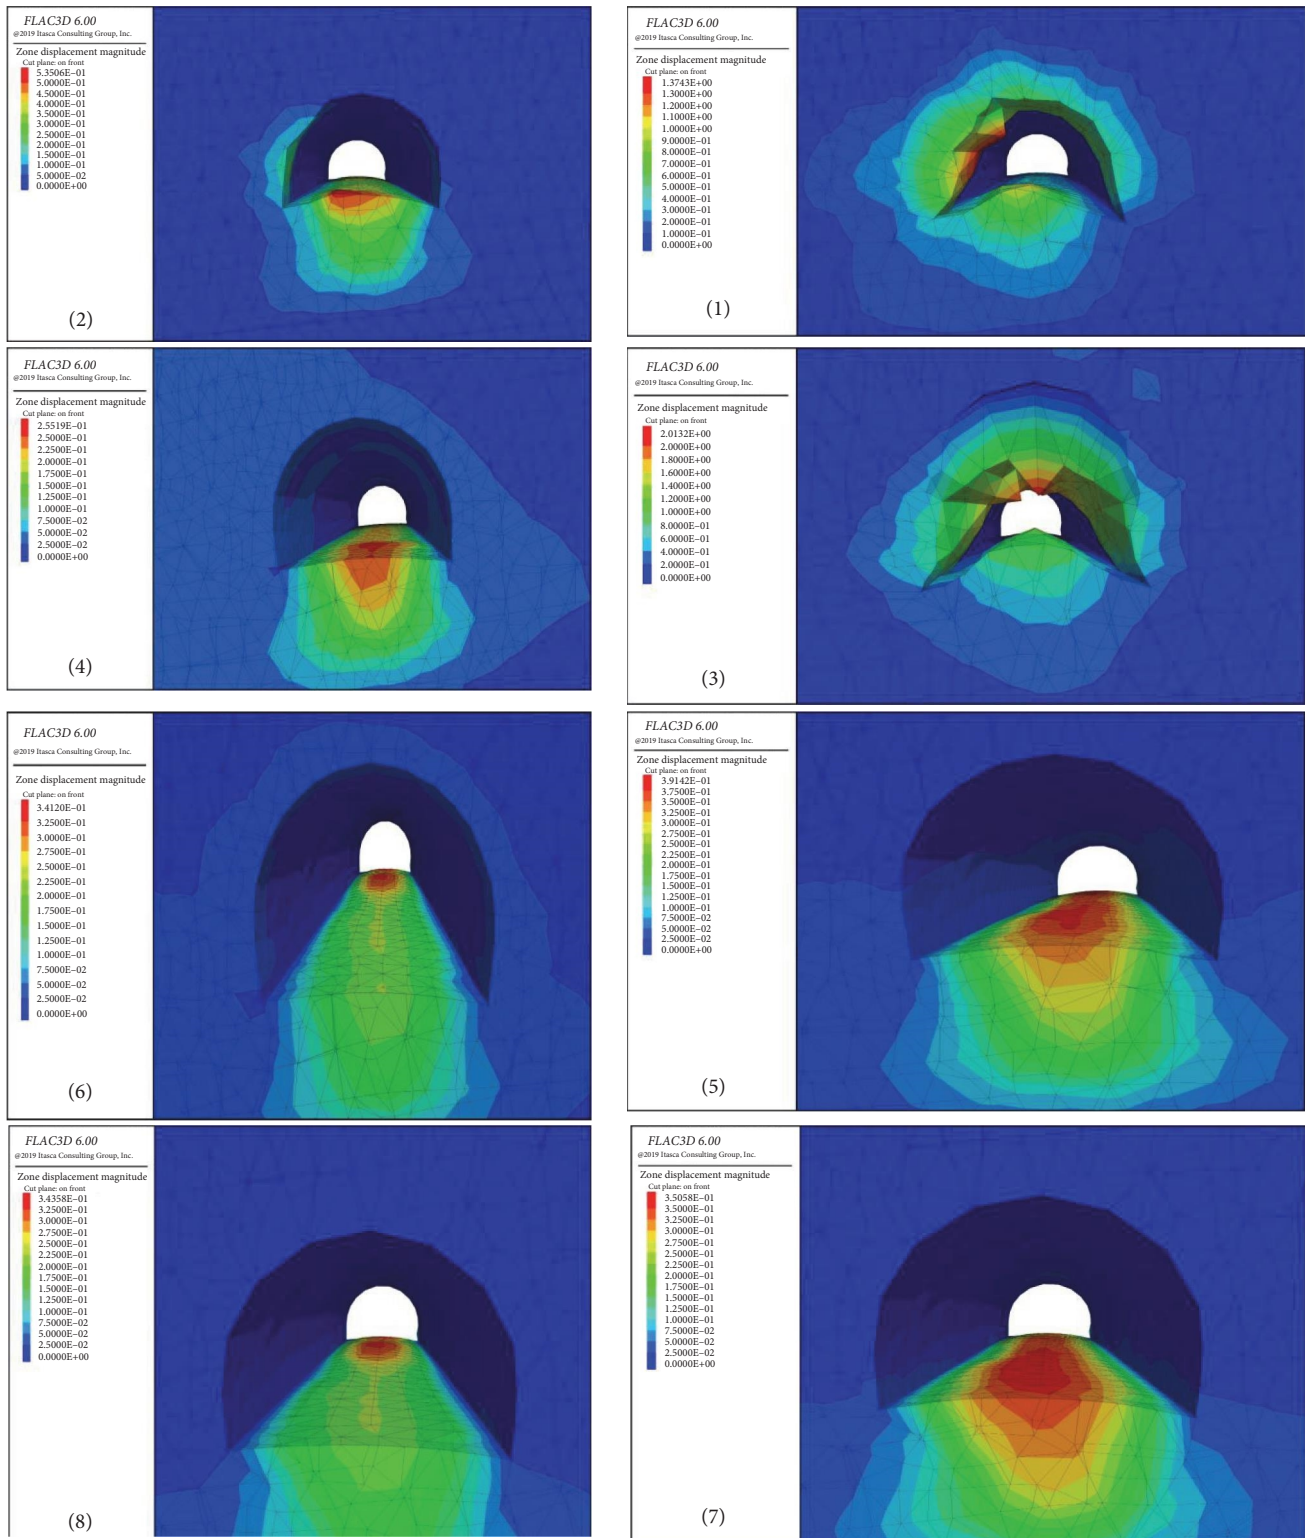 FLAC3D 6.00
@2019 Itasca Consulting Group, Inc.
Zone displacement magnitude
Cut plane: on front
5.3506E−01
5.0000E−01
4.5000E−01
4.0000E−01
3.5000E−01
3.0000E−01
2.5000E−01
2.0000E−01
1.5000E−01
1.0000E−01
5.0000E−02
0.0000E+00
(2)
FLAC3D 6.00
@2019 Itasca Consulting Group, Inc.
Zone displacement magnitude
Cut plane: on front
1.3743E+00
1.3000E+00
1.2000E+00
1.1000E+00
1.0000E+00
9.0000E−01
8.0000E−01
7.0000E−01
6.0000E−01
5.0000E−01
4.0000E−01
3.0000E−01
2.0000E−01
1.0000E−01
0.0000E+00
(1)
FLAC3D 6.00
@2019 Itasca Consulting Group, Inc.
Zone displacement magnitude
Cut plane: on front
2.5519E−01
2.5000E−01
2.2500E−01
2.0000E−01
1.7500E−01
1.5000E−01
1.2500E−01
1.0000E−01
7.5000E−02
5.0000E−02
2.5000E−02
0.0000E+00
(4)
FLAC3D 6.00
@2019 Itasca Consulting Group, Inc.
Zone displacement magnitude
Cut plane: on front
2.0132E+00
2.0000E+00
1.8000E+00
1.6000E+00
1.4000E+00
1.2000E+00
1.0000E+00
8.0000E−01
6.0000E−01
4.0000E−01
2.0000E−01
0.0000E+00
(3)
FLAC3D 6.00
@2019 Itasca Consulting Group, Inc.
Zone displacement magnitude
Cut plane: on front
3.4120E−01
3.2500E−01
3.0000E−01
2.7500E−01
2.5000E−01
2.2500E−01
2.0000E−01
1.7500E−01
1.5000E−01
1.2500E−01
1.0000E−01
7.5000E−02
5.0000E−02
2.5000E−02
0.0000E+00
(6)
FLAC3D 6.00
@2019 Itasca Consulting Group, Inc.
Zone displacement magnitude
Cut plane: on front
3.9142E−01
3.7500E−01
3.5000E−01
3.2500E−01
3.0000E−01
2.7500E−01
2.5000E−01
2.2500E−01
2.0000E−01
1.7500E−01
1.5000E−01
1.2500E−01
1.0000E−01
7.5000E−02
5.0000E−02
2.5000E−02
0.0000E+00
(5)
FLAC3D 6.00
@2019 Itasca Consulting Group, Inc.
Zone displacement magnitude
Cut plane: on front
3.4358E−01
3.2500E−01
3.0000E−01
2.7500E−01
2.5000E−01
2.2500E−01
2.0000E−01
1.7500E−01
1.5000E−01
1.2500E−01
1.0000E−01
7.5000E−02
5.0000E−02
2.5000E−02
0.0000E+00
(8)
FLAC3D 6.00
@2019 Itasca Consulting Group, Inc.
Zone displacement magnitude
Cut plane: on front
3.5058E−01
3.5000E−01
3.2500E−01
3.0000E−01
2.7500E−01
2.5000E−01
2.2500E−01
2.0000E−01
1.7500E−01
1.5000E−01
1.2500E−01
1.0000E−01
7.5000E−02
5.0000E−02
2.5000E−02
0.0000E+00
(7)